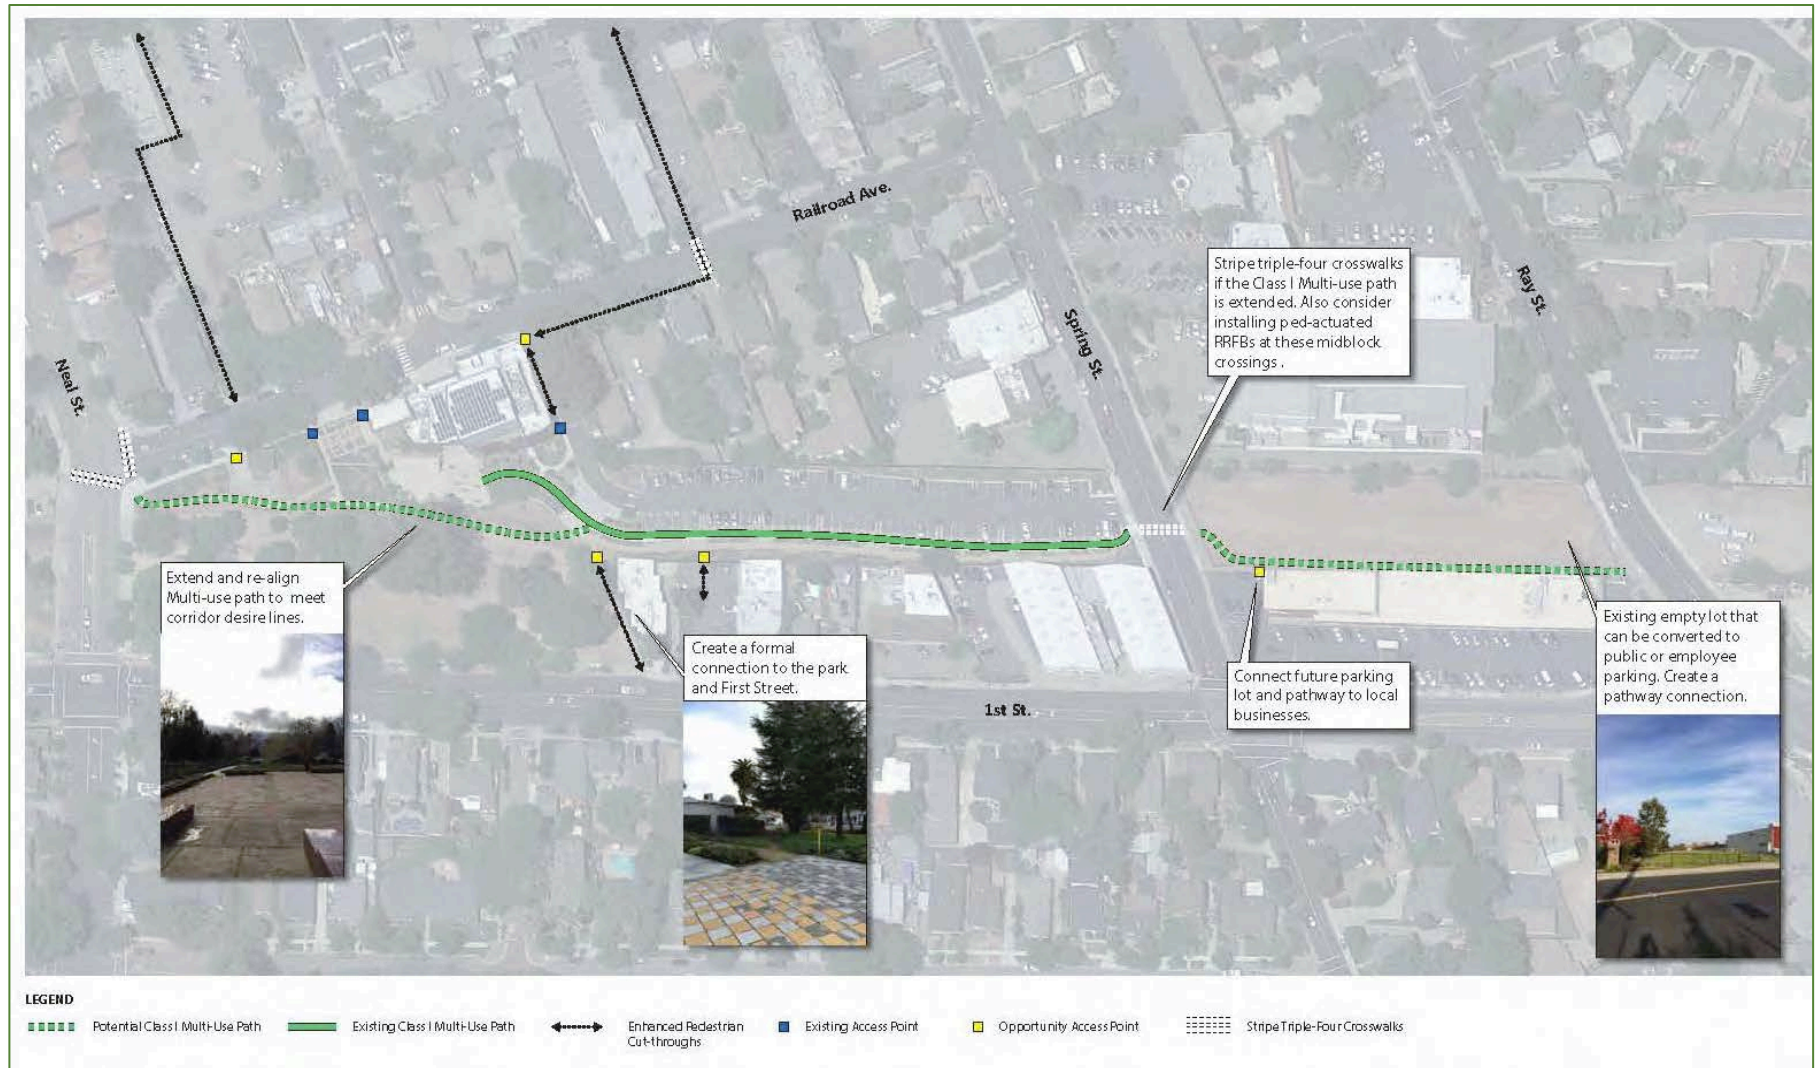 Railroad Ave.
Neal St.
Spring St.
Ray St.
Stripe triple-four crosswalks
if the Class I Multi-use path
is extended. Also consider
installing ped-actuated
RRFBs at these midblock
crossings .
Extend and re-align
Multi-use path to meet
corridor desire lines.
Create a formal
connection to the park
and First Street.
1st St.
Connect future parking
lot and pathway to local
businesses.
Existing empty lot that
can be converted to
public or employee
parking. Create a
pathway connection.
LEGEND
Potential Class I Multi-Use Path
Existing Class I Multi-Use Path
Enhanced Pedestrian
Cut-throughs
Existing Access Point
Opportunity Access Point
Stripe Triple-Four Crosswalks